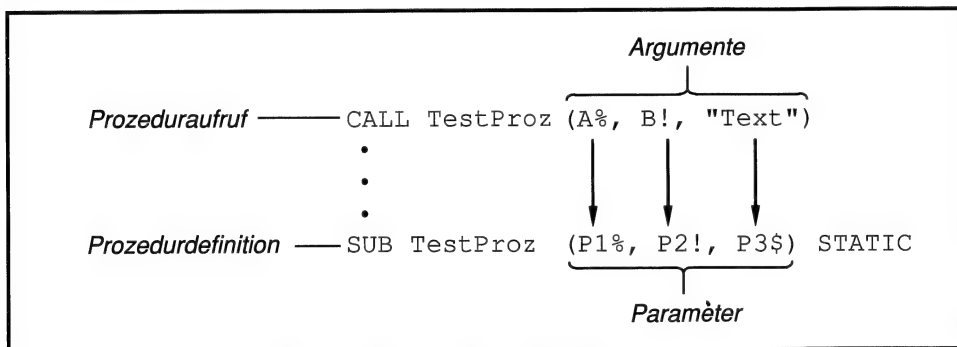 Argumente
Prozeduraufruf CALL TestProz (A%, B!, "Text")
Prozedurdefinition SUB TestProz (P1%, P2!, P3$) STATIC
Paramèter